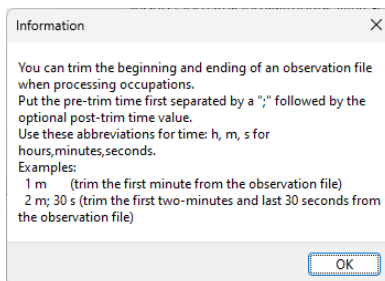 Information
You can trim the beginning and ending of an observation file
when processing occupations.
Put the pre-trim time first separated by a ";" followed by the
optional post-trim time value.
Use these abbreviations for time: h, m, s for
hours,minutes,seconds.
Examples:
1 m (trim the first minute from the observation file)
2 m; 30 s (trim the first two-minutes and last 30 seconds from
the observation file)
OK